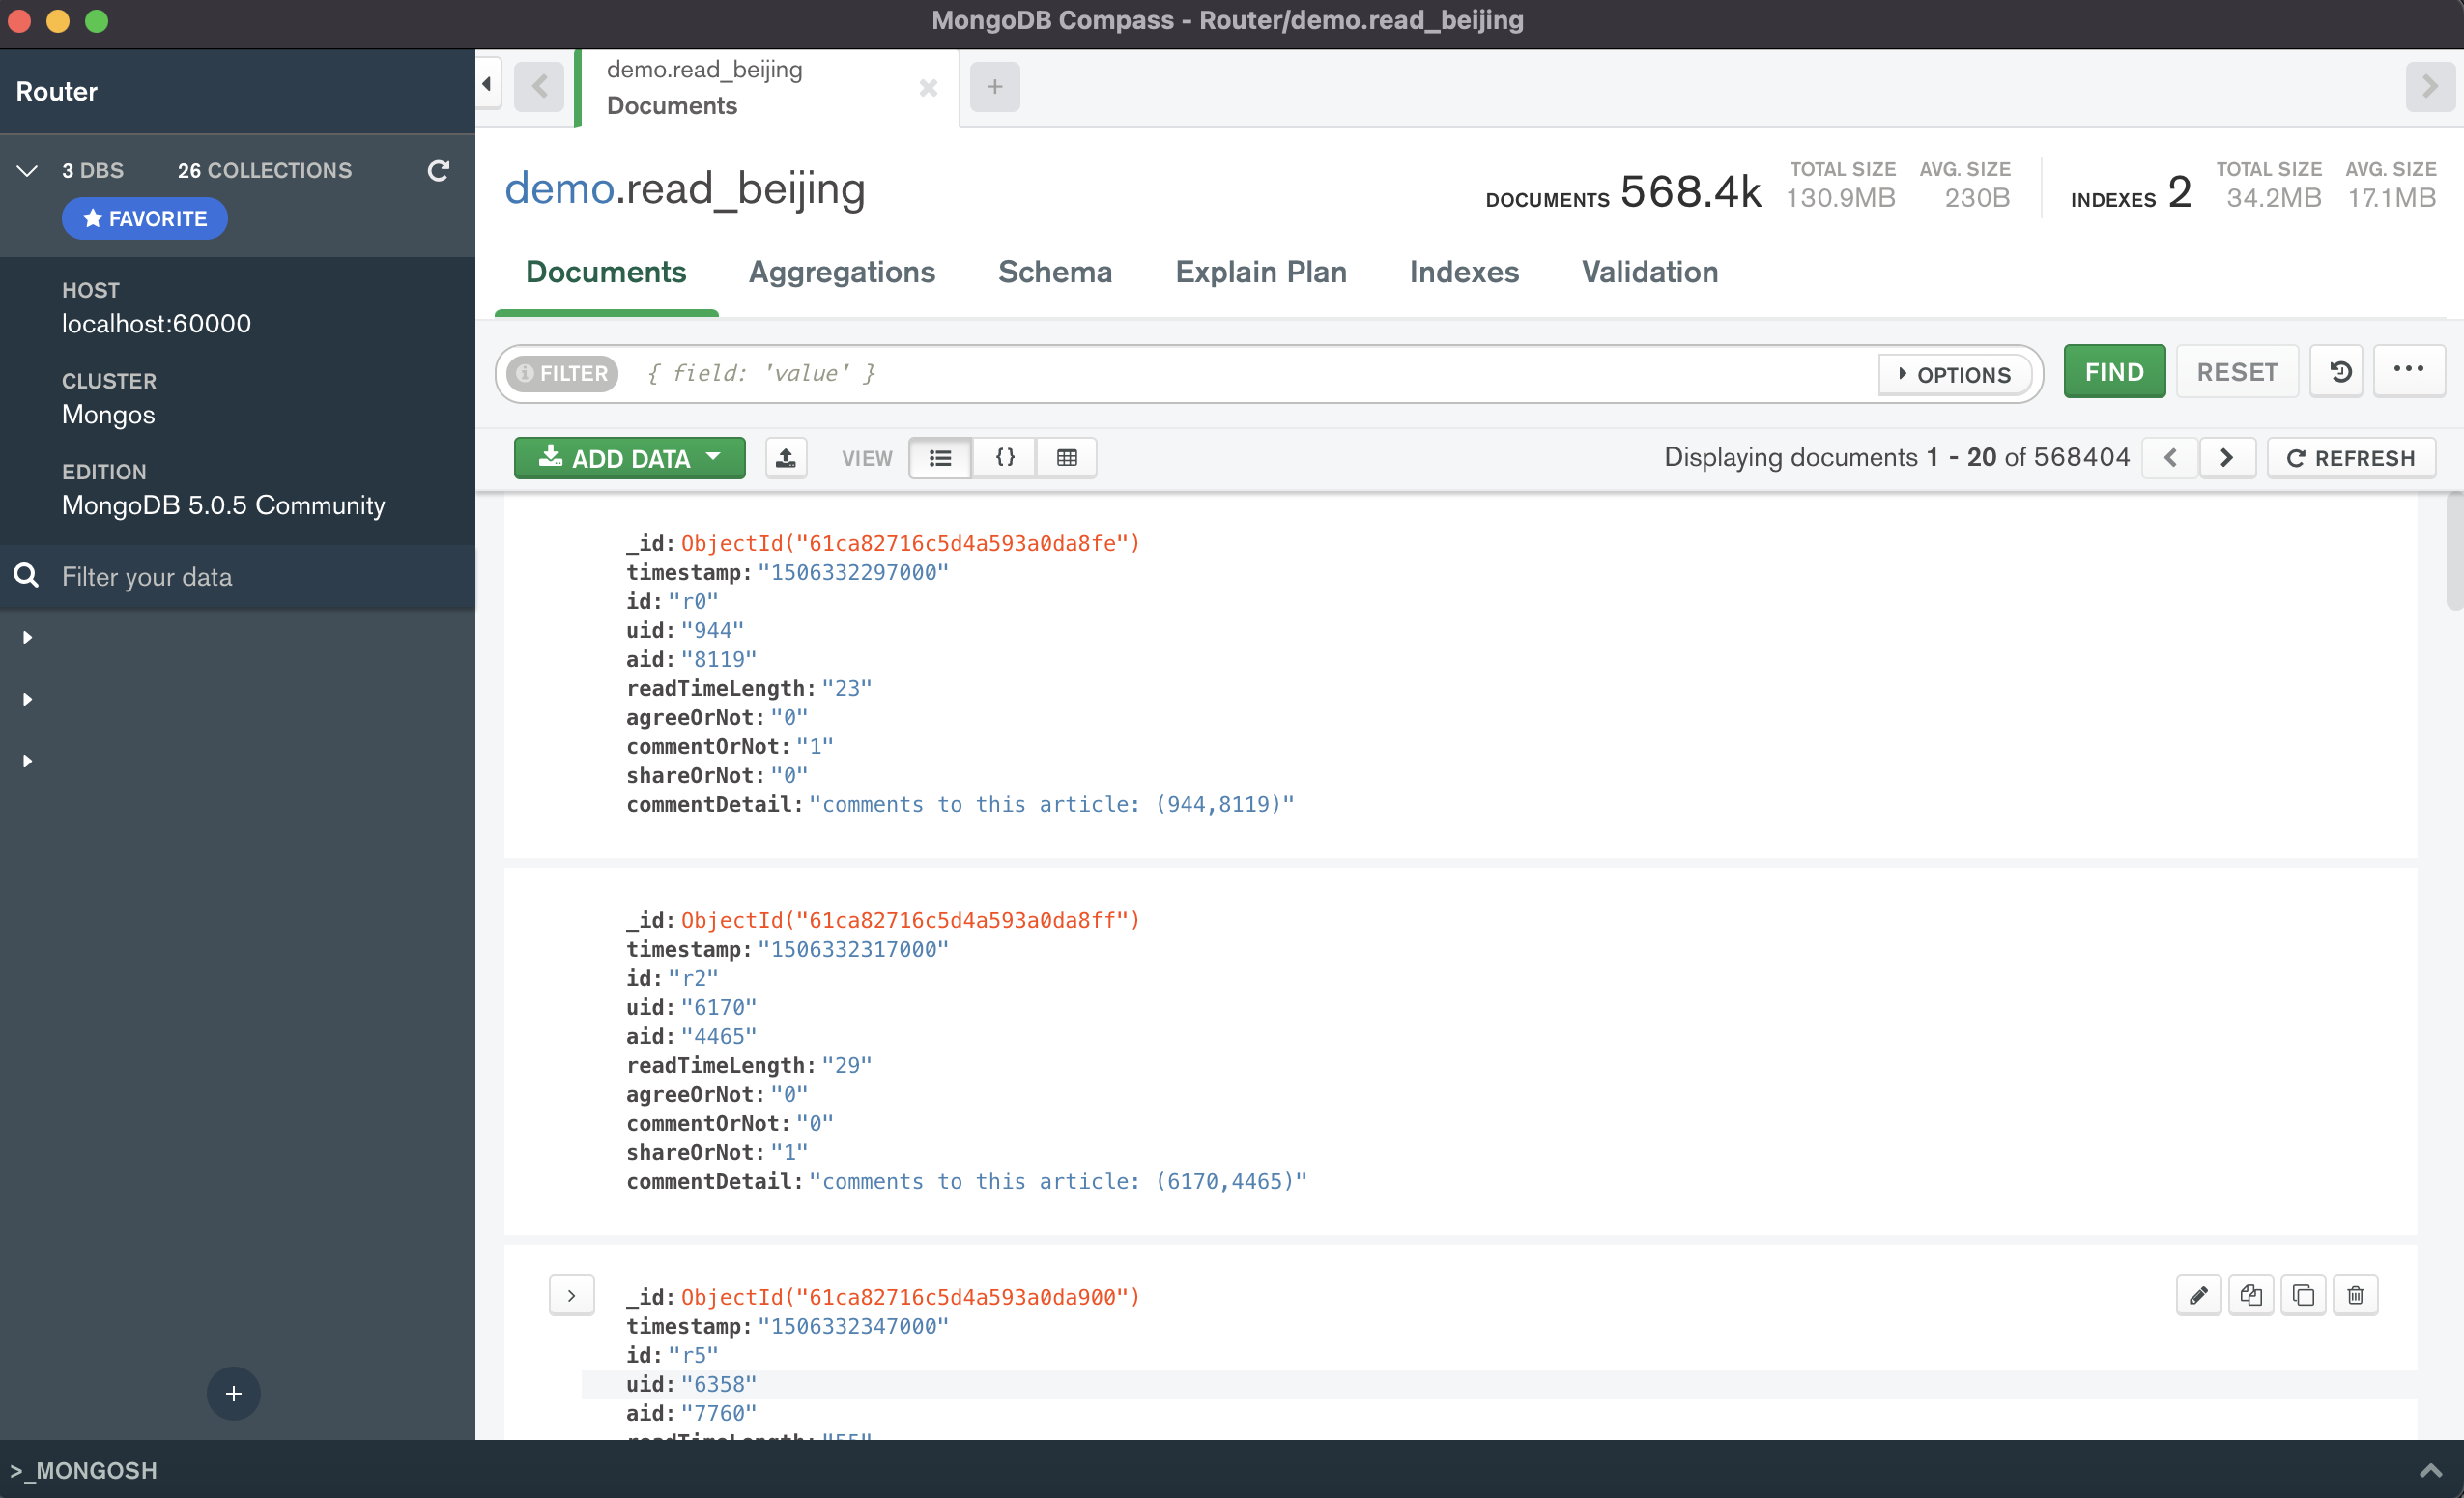 MongoDB Compass - Router/demo.read_beijing
Router
3 DBS 26 COLLECTIONS
FAVORITE
HOST
localhost:60000
CLUSTER
Mongos
EDITION
MongoDB 5.0.5 Community
Filter your data
demo.read_beijing
Documents
demo.read_beijing
DOCUMENTS 568.4k TOTAL SIZE 130.9MB AVG. SIZE 230B INDEXES 2 TOTAL SIZE 34.2MB AVG. SIZE 17.1MB
Documents Aggregations Schema Explain Plan Indexes Validation
FILTER { field: 'value' } OPTIONS FIND RESET
ADD DATA VIEW Displaying documents 1 - 20 of 568404 REFRESH
_id: ObjectId("61ca82716c5d4a593a0da8fe")
timestamp: "1506332297000"
id: "r0"
uid: "944"
aid: "8119"
readTimeLength: "23"
agreeOrNot: "0"
commentOrNot: "1"
shareOrNot: "0"
commentDetail: "comments to this article: (944,8119)"
_id: ObjectId("61ca82716c5d4a593a0da8ff")
timestamp: "1506332317000"
id: "r2"
uid: "6170"
aid: "4465"
readTimeLength: "29"
agreeOrNot: "0"
commentOrNot: "0"
shareOrNot: "1"
commentDetail: "comments to this article: (6170,4465)"
_id: ObjectId("61ca82716c5d4a593a0da900")
timestamp: "1506332347000"
id: "r5"
uid: "6358"
aid: "7760"
readTimeLength: "55"
>_MONGOSH